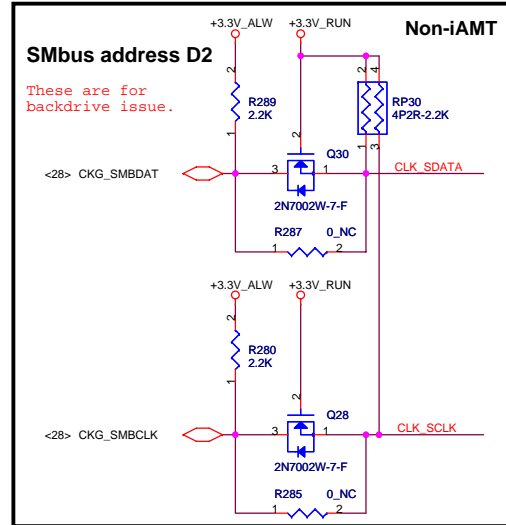 +3.3V_ALW
+3.3V_RUN
Non-iAMT
SMbus address D2
These are for
backdrive issue.
2
R289
2.2K
1
2
2
4
RP30
4P2R-2.2K
1
3
Q30
<28> CKG_SMBDAT
3
1
CLK_SDATA
2N7002W-7-F
R287
0_NC
1
2
+3.3V_ALW
+3.3V_RUN
2
R280
2.2K
1
2
Q28
<28> CKG_SMBCLK
3
1
CLK_SCLK
2N7002W-7-F
R285
0_NC
1
2